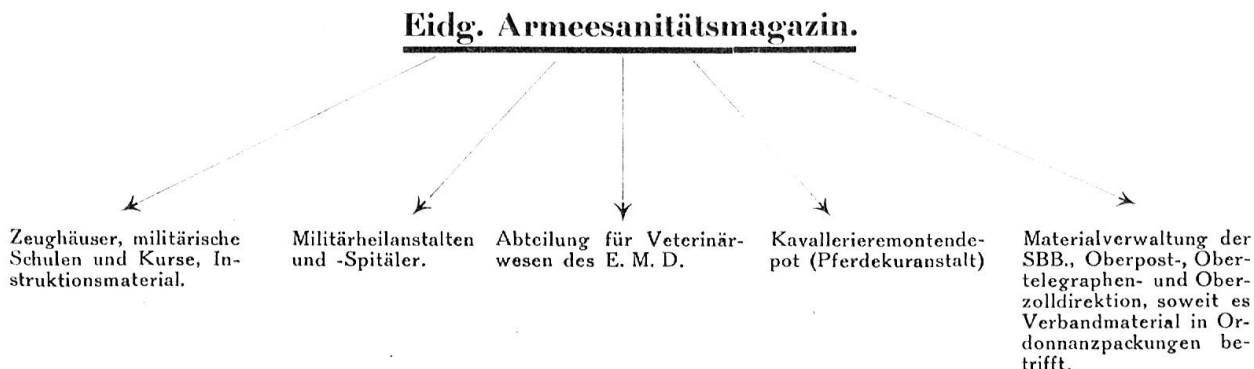 Eidg. Armeesanitätsmagazin.
Zeughäuser, militärische
Schulen und Kurse, In-
struktionsmaterial.
Militärheilanstalten
und -Spitäler.
Abteilung für Veterinär-
wesen des E. M. D.
Kavallerieremontende-
pot (Pferdekuranstalt)
Materialverwaltung der
SBB., Oberpost-, Ober-
telegraphen- und Ober-
zolldirektion, soweit es
Verbandmaterial in Or-
donnanzpackungen be-
trifft.